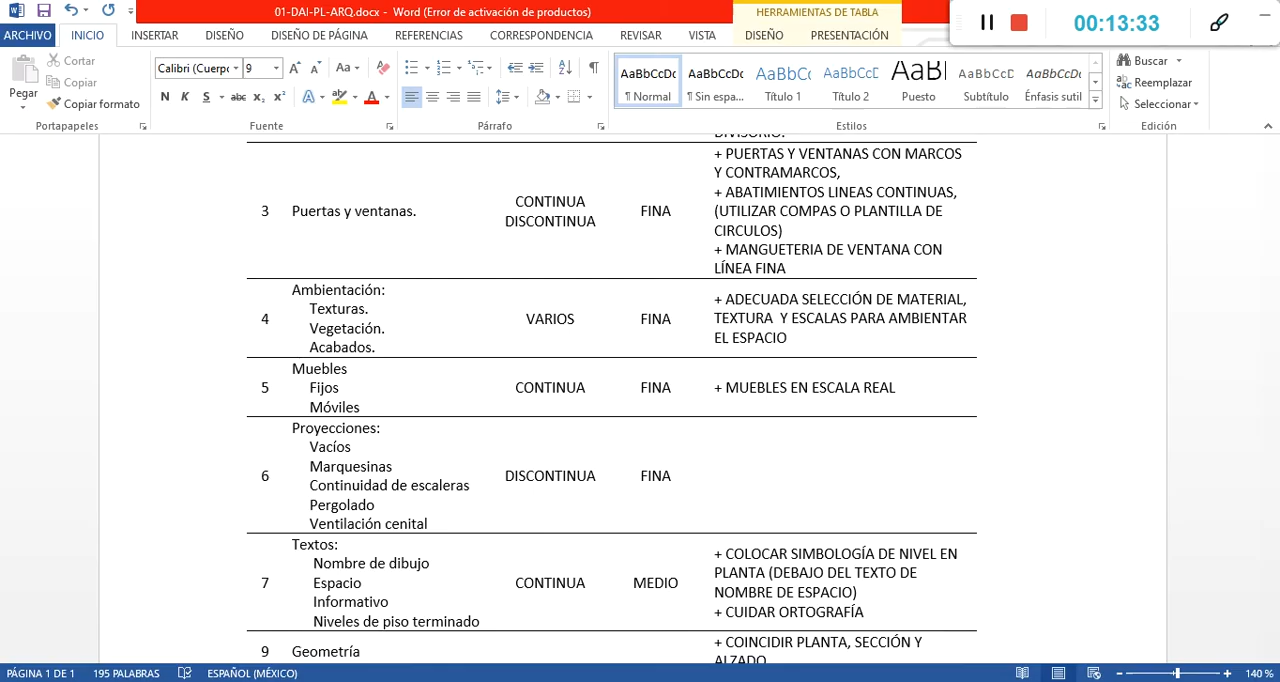 01-DAI-PL-ARQ.docx - Word (Error de activación de productos)
HERRAMIENTAS DE TABLA
00:13:33
ARCHIVO INICIO INSERTAR DISEÑO DISEÑO DE PÁGINA REFERENCIAS CORRESPONDENCIA REVISAR VISTA DISEÑO PRESENTACIÓN
Pegar
Cortar
Copiar
Copiar formato
Portapapeles
Calibri (Cuerp 9
N K S abc x₂ x²
Fuente
Párrafo
AaBbCcDc AaBbCcDc AaBbCc AaBbCcC AaBb AaBbCcC AaBbCcDc
¶ Normal ¶ Sin espa... Título 1 Título 2 Puesto Subtítulo Énfasis sutil
Estilos
Buscar
Reemplazar
Seleccionar
Edición
DIVISORIO.
3 Puertas y ventanas.
CONTINUA
DISCONTINUA
FINA
+ PUERTAS Y VENTANAS CON MARCOS
Y CONTRAMARCOS,
+ ABATIMIENTOS LINEAS CONTINUAS,
(UTILIZAR COMPAS O PLANTILLA DE
CIRCULOS)
+ MANGUETERIA DE VENTANA CON
LÍNEA FINA
4
Ambientación:
Texturas.
Vegetación.
Acabados.
VARIOS
FINA
+ ADECUADA SELECCIÓN DE MATERIAL,
TEXTURA Y ESCALAS PARA AMBIENTAR
EL ESPACIO
5
Muebles
Fijos
Móviles
CONTINUA
FINA
+ MUEBLES EN ESCALA REAL
6
Proyecciones:
Vacíos
Marquesinas
Continuidad de escaleras
Pergolado
Ventilación cenital
DISCONTINUA
FINA
7
Textos:
Nombre de dibujo
Espacio
Informativo
Niveles de piso terminado
CONTINUA
MEDIO
+ COLOCAR SIMBOLOGÍA DE NIVEL EN
PLANTA (DEBAJO DEL TEXTO DE
NOMBRE DE ESPACIO)
+ CUIDAR ORTOGRAFÍA
9 Geometría
+ COINCIDIR PLANTA, SECCIÓN Y
ALZADO
PÁGINA 1 DE 1 195 PALABRAS ESPAÑOL (MÉXICO) 140 %